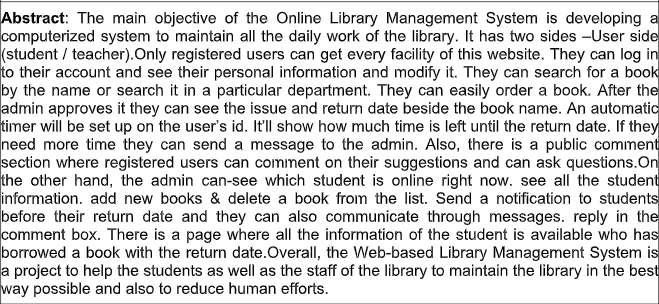 Abstract: The main objective of the Online Library Management System is developing a
computerized system to maintain all the daily work of the library. It has two sides –User side
(student / teacher).Only registered users can get every facility of this website. They can log in
to their account and see their personal information and modify it. They can search for a book
by the name or search it in a particular department. They can easily order a book. After the
admin approves it they can see the issue and return date beside the book name. An automatic
timer will be set up on the user's id. It'll show how much time is left until the return date. If they
need more time they can send a message to the admin. Also, there is a public comment
section where registered users can comment on their suggestions and can ask questions.On
the other hand, the admin can-see which student is online right now. see all the student
information. add new books & delete a book from the list. Send a notification to students
before their return date and they can also communicate through messages. reply in the
comment box. There is a page where all the information of the student is available who has
borrowed a book with the return date.Overall, the Web-based Library Management System is
a project to help the students as well as the staff of the library to maintain the library in the best
way possible and also to reduce human efforts.